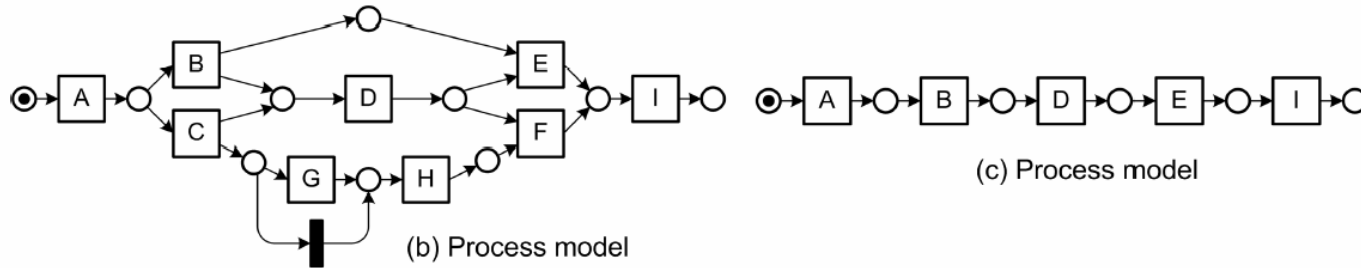 B
E
A
D
I
C
F
G
H
(b) Process model
A
B
D
E
I
(c) Process model